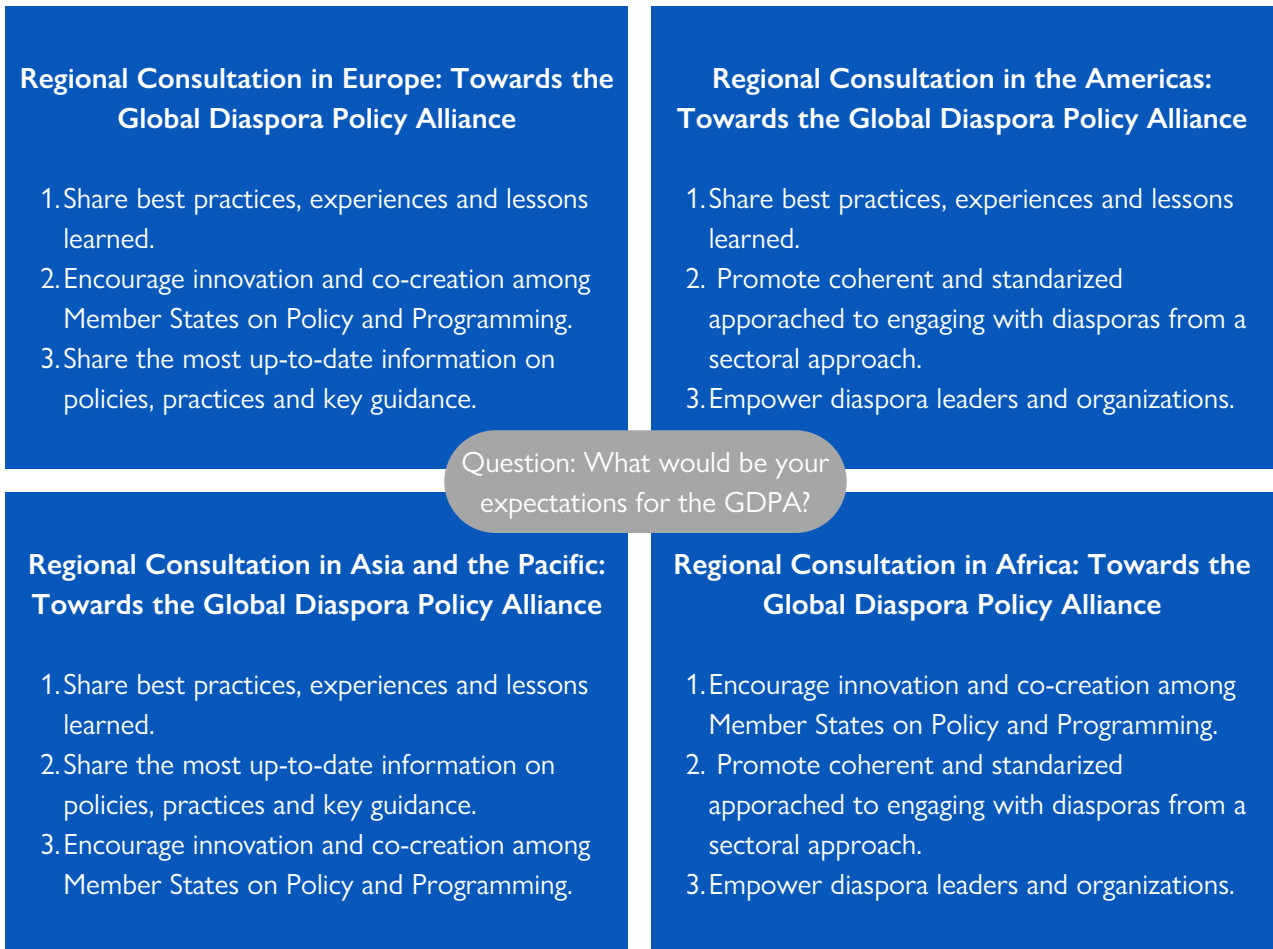 Regional Consultation in Europe: Towards the
Global Diaspora Policy Alliance
1. Share best practices, experiences and lessons
learned.
2. Encourage innovation and co-creation among
Member States on Policy and Programming.
3. Share the most up-to-date information on
policies, practices and key guidance.
Regional Consultation in the Americas:
Towards the Global Diaspora Policy Alliance
1. Share best practices, experiences and lessons
learned.
2. Promote coherent and standarized
apporached to engaging with diasporas from a
sectoral approach.
3. Empower diaspora leaders and organizations.
Question: What would be your
expectations for the GDPA?
Regional Consultation in Asia and the Pacific:
Towards the Global Diaspora Policy Alliance
1. Share best practices, experiences and lessons
learned.
2. Share the most up-to-date information on
policies, practices and key guidance.
3. Encourage innovation and co-creation among
Member States on Policy and Programming.
Regional Consultation in Africa: Towards the
Global Diaspora Policy Alliance
1. Encourage innovation and co-creation among
Member States on Policy and Programming.
2. Promote coherent and standarized
apporached to engaging with diasporas from a
sectoral approach.
3. Empower diaspora leaders and organizations.